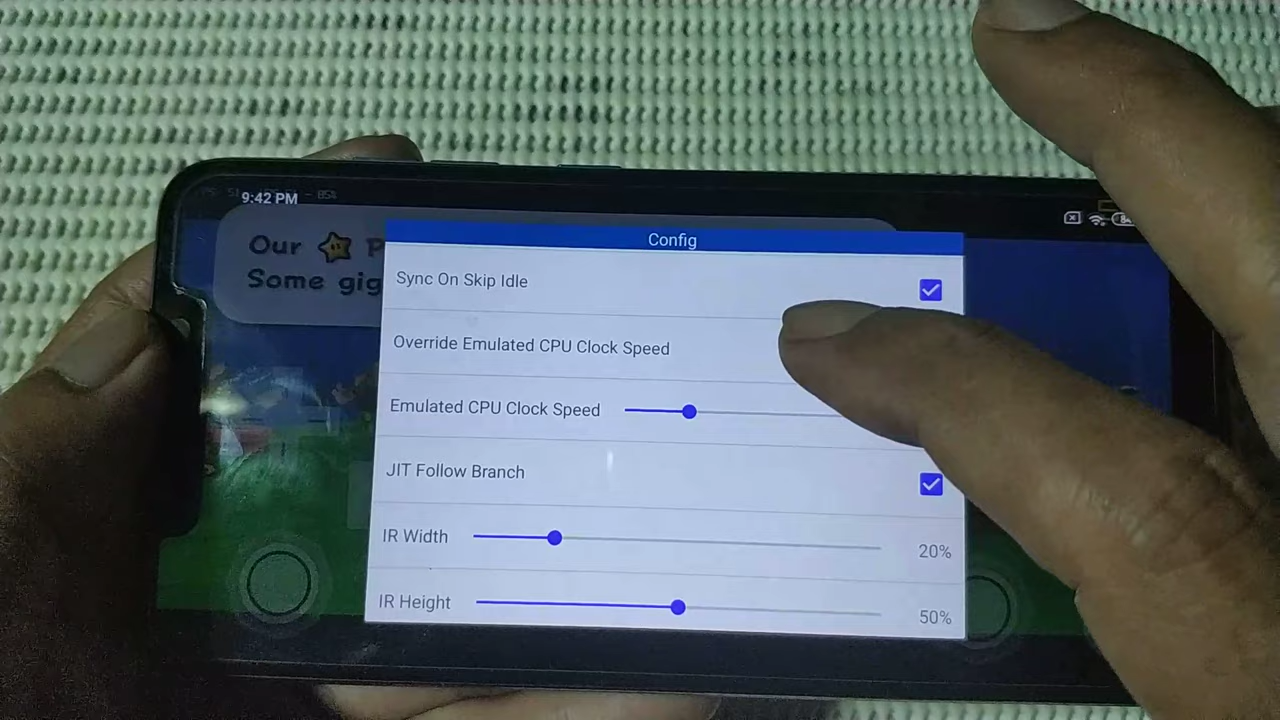 9:42 PM
85%
Our P
Some gig
Config
Sync On Skip Idle
Override Emulated CPU Clock Speed
Emulated CPU Clock Speed
JIT Follow Branch
IR Width
20%
IR Height
50%